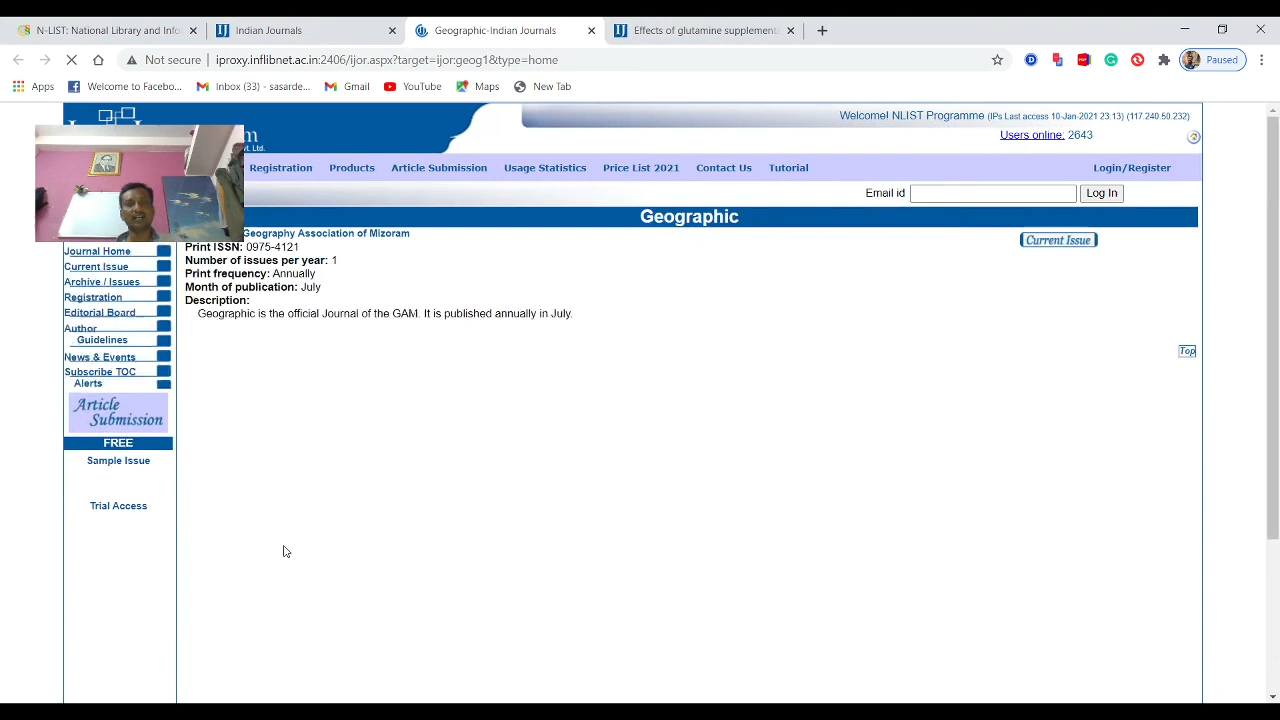 N-LIST: National Library and Info
Indian Journals
Geographic-Indian Journals
Effects of glutamine supplementa
Not secure
iproxy.inflibnet.ac.in:2406/ijor.aspx?target=ijor:geog1&type=home
Paused
Apps
Welcome to Facebo...
Inbox (33) - sasarde...
Gmail
YouTube
Maps
New Tab
Welcome! NLIST Programme (IPs Last access 10-Jan-2021 23:13) (117.240.50.232)
vt. Ltd.
Users online: 2643
Registration
Products
Article Submission
Usage Statistics
Price List 2021
Contact Us
Tutorial
Login/Register
Email id
Log In
Geographic
Geography Association of Mizoram
Current Issue
Print ISSN: 0975-4121
Number of issues per year: 1
Print frequency: Annually
Month of publication: July
Description:
Geographic is the official Journal of the GAM. It is published annually in July.
Top
Journal Home
Current Issue
Archive / Issues
Registration
Editorial Board
Author
Guidelines
News & Events
Subscribe TOC
Alerts
Article
Submission
FREE
Sample Issue
Trial Access